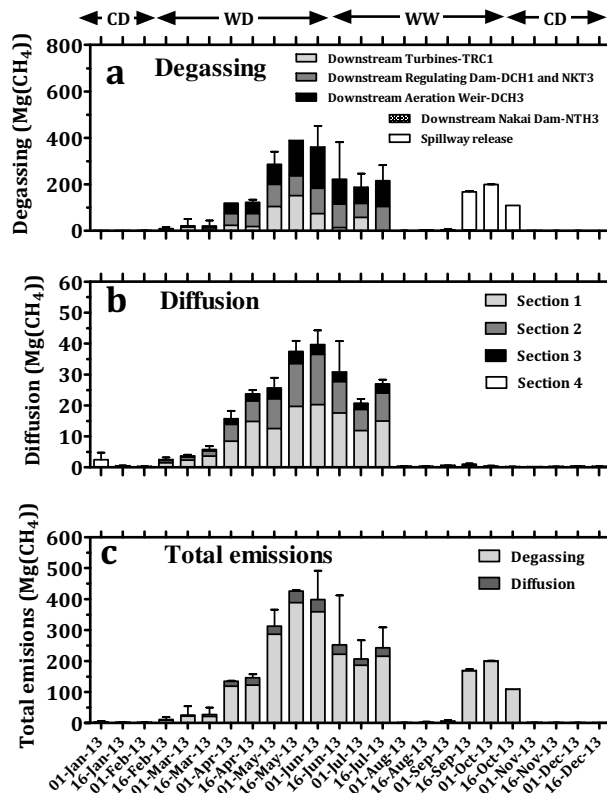 CD WD WW CD
a Degassing
Downstream Turbines-TRC1
Downstream Regulating Dam-DCH1 and NKT3
Downstream Aeration Weir-DCH3
Downstream Nakai Dam-NTH3
Spillway release
Degassing (Mg(CH4))
800
600
400
200
0
b Diffusion
Section 1
Section 2
Section 3
Section 4
Diffusion (Mg(CH4))
60
50
40
30
20
10
0
c Total emissions
Degassing
Diffusion
Total emisions (Mg(CH4))
600
500
400
300
200
100
0
01-Jan-13
16-Jan-13
01-Feb-13
16-Feb-13
01-Mar-13
16-Mar-13
01-Apr-13
16-Apr-13
01-May-13
16-May-13
01-Jun-13
16-Jun-13
01-Jul-13
16-Jul-13
01-Aug-13
16-Aug-13
01-Sep-13
16-Sep-13
01-Oct-13
16-Oct-13
01-Nov-13
16-Nov-13
01-Dec-13
16-Dec-13